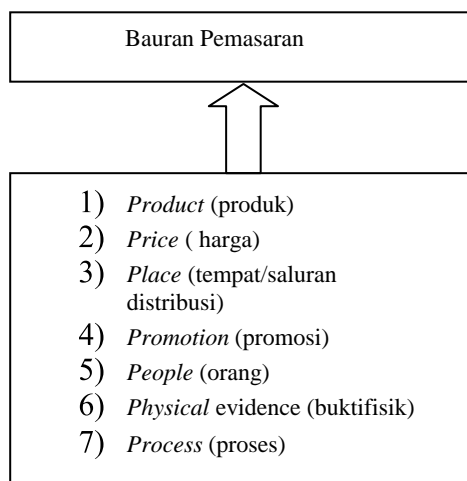 Bauran Pemasaran
1) Product (produk)
2) Price ( harga)
3) Place (tempat/saluran
distribusi)
4) Promotion (promosi)
5) People (orang)
6) Physical evidence (buktifisik)
7) Process (proses)